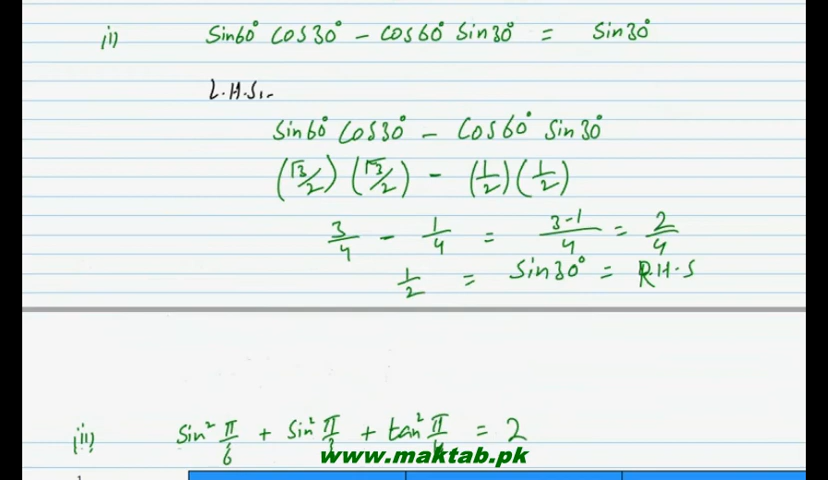 (i) Sin60° Cos30° - Cos60° Sin30° = Sin30°
L.H.S:-
Sin60° Cos30° - Cos60° Sin30°
(√3/2) (√3/2) - (1/2) (1/2)
3/4 - 1/4 = 3-1/4 = 2/4
1/2 = Sin30° = R.H.S
(ii) Sin² π/6 + Sin² π/3 + tan² π/4 = 2
www.maktab.pk